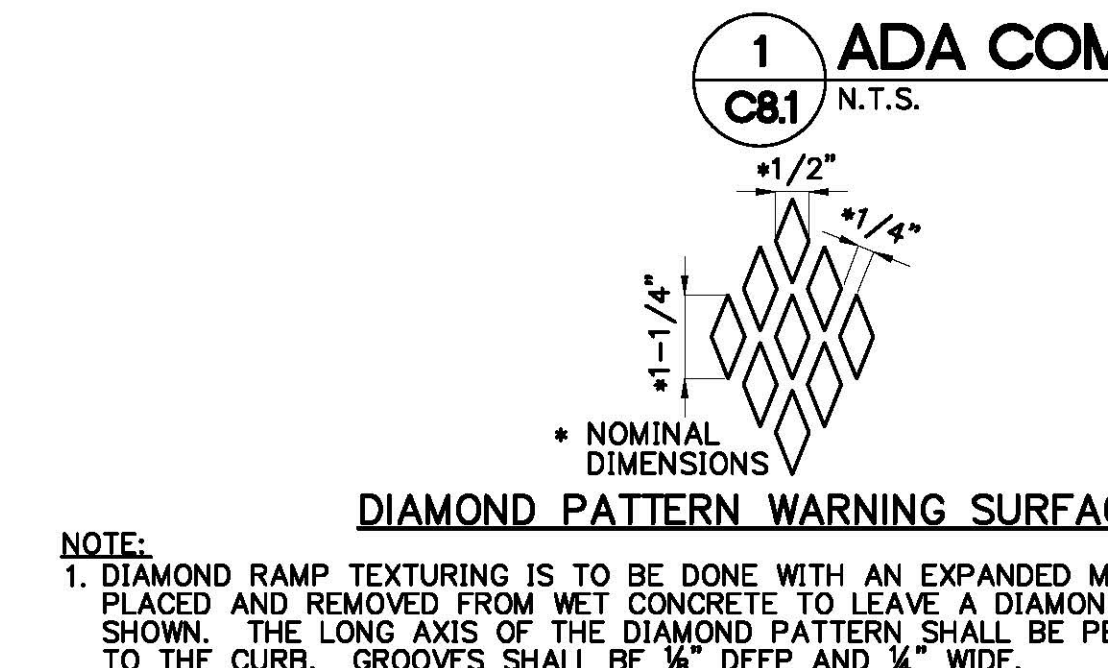 1 ADA COM
C8.1 N.T.S.
*1/2"
*1/4"
*1-1/4"
* NOMINAL
DIMENSIONS
DIAMOND PATTERN WARNING SURFAC
NOTE:
1. DIAMOND RAMP TEXTURING IS TO BE DONE WITH AN EXPANDED M
PLACED AND REMOVED FROM WET CONCRETE TO LEAVE A DIAMON
SHOWN. THE LONG AXIS OF THE DIAMOND PATTERN SHALL BE PE
TO THE CURB. GROOVES SHALL BE ⅛" DEEP AND ¼" WIDE.